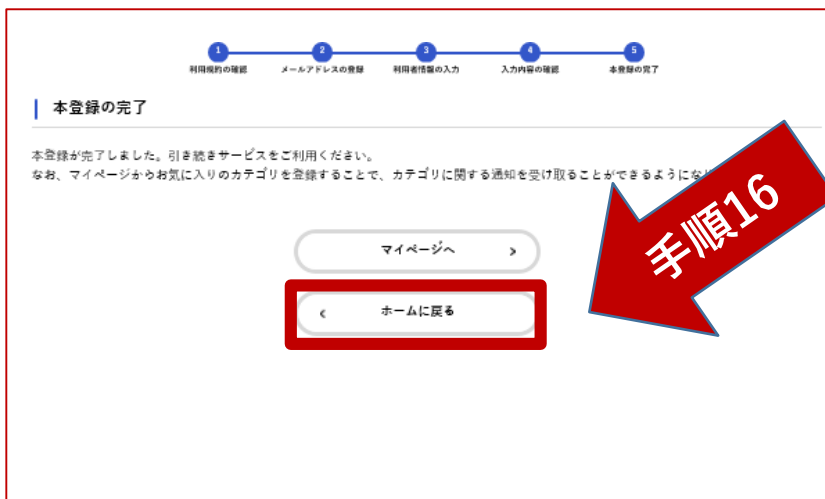 1 2 3 4 5
利用規約の確認 メールアドレスの登録 利用者情報の入力 入力内容の確認 本登録の完了
本登録の完了
本登録が完了しました。引き続きサービスをご利用ください。
なお、マイページからお気に入りのカテゴリを登録することで、カテゴリに関する通知を受け取ることができるようにな
手順16
マイページへ ›
‹ ホームに戻る